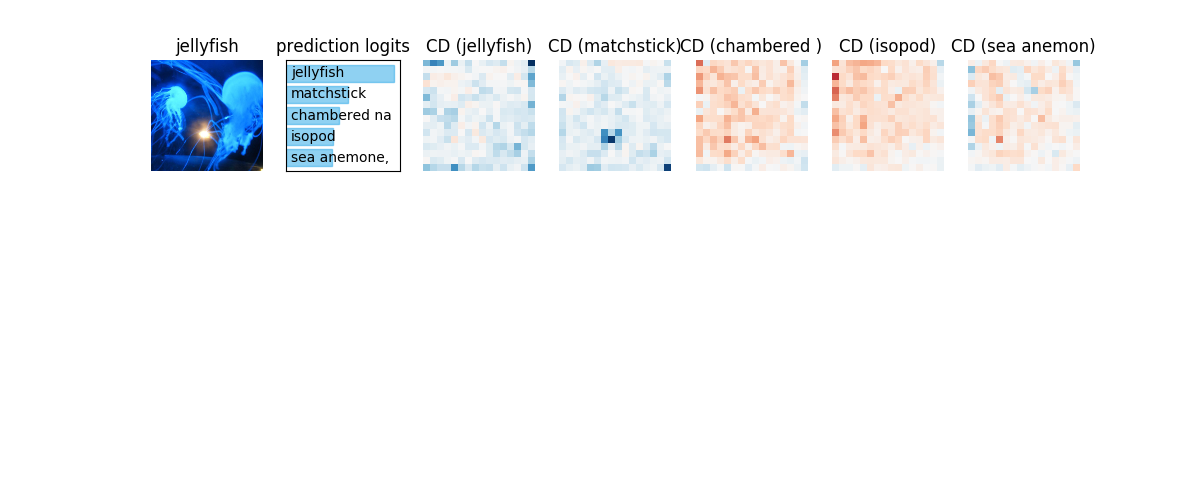 jellyfish
prediction logits
CD (jellyfish)
CD (matchstick)
CD (chambered )
CD (isopod)
CD (sea anemon)
jellyfish
matchstick
chambered na
isopod
sea anemone,